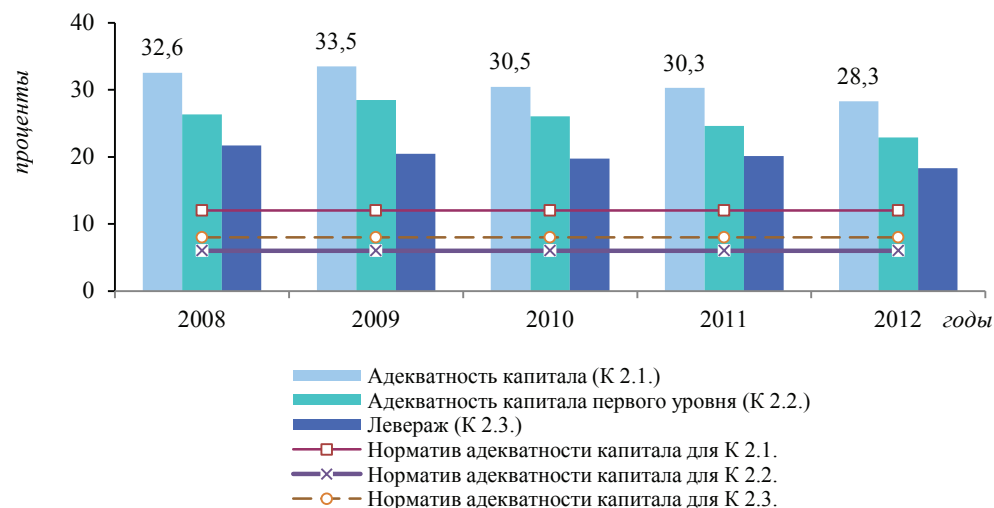 проценты
40
30
20
10
0
32,6
33,5
30,5
30,3
28,3
2008
2009
2010
2011
2012
годы
Адекватность капитала (К 2.1.)
Адекватность капитала первого уровня (К 2.2.)
Левераж (К 2.3.)
Норматив адекватности капитала для К 2.1.
Норматив адекватности капитала для К 2.2.
Норматив адекватности капитала для К 2.3.